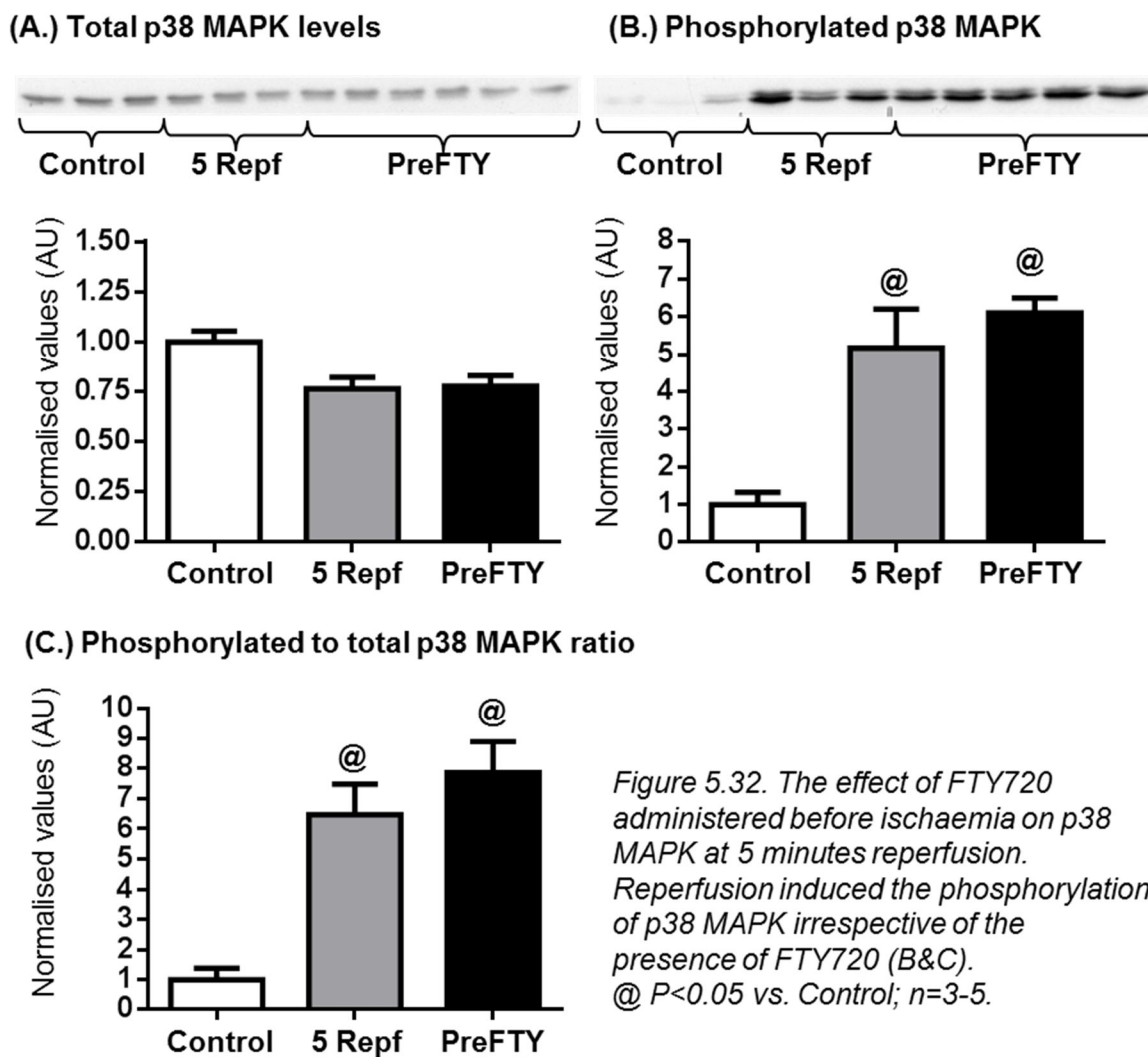 (A.) Total p38 MAPK levels
Control 5 Repf PreFTY
Normalised values (AU)
1.50
1.25
1.00
0.75
0.50
0.25
0.00
Control 5 Repf PreFTY
(B.) Phosphorylated p38 MAPK
Control 5 Repf PreFTY
Normalised values (AU)
8
7
6
5
4
3
2
1
0
@ @
Control 5 Repf PreFTY
(C.) Phosphorylated to total p38 MAPK ratio
Normalised values (AU)
10
9
8
7
6
5
4
3
2
1
0
@ @
Control 5 Repf PreFTY
Figure 5.32. The effect of FTY720
administered before ischaemia on p38
MAPK at 5 minutes reperfusion.
Reperfusion induced the phosphorylation
of p38 MAPK irrespective of the
presence of FTY720 (B&C).
@ P<0.05 vs. Control; n=3-5.